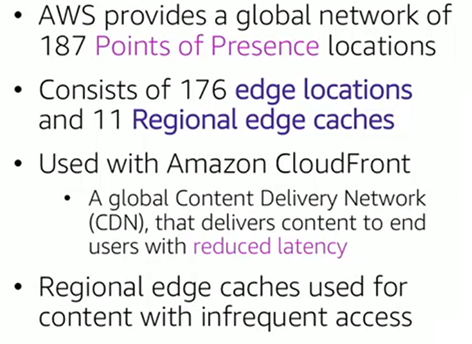 • AWS provides a global network of
187 Points of Presence locations
• Consists of 176 edge locations
and 11 Regional edge caches
• Used with Amazon CloudFront
• A global Content Delivery Network
(CDN), that delivers content to end
users with reduced latency
• Regional edge caches used for
content with infrequent access